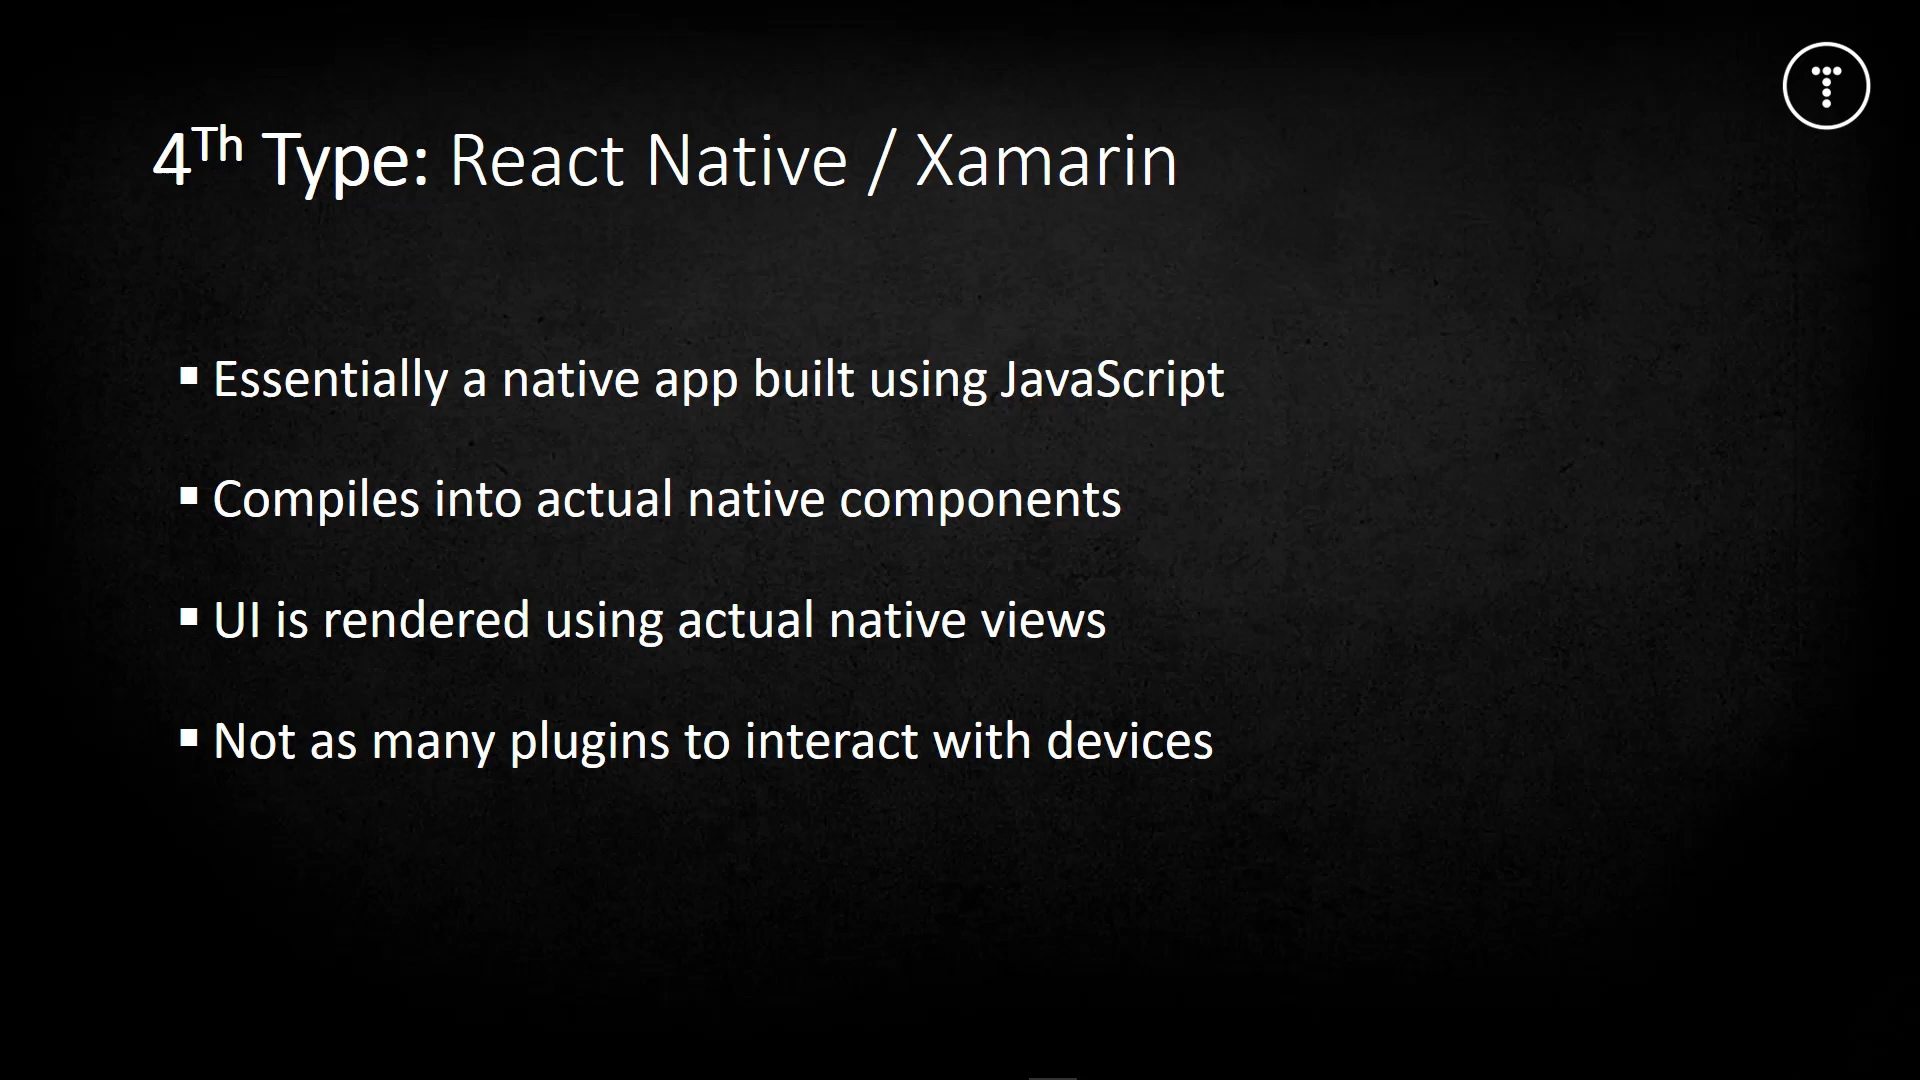 4Th Type: React Native / Xamarin
▪ Essentially a native app built using JavaScript
▪ Compiles into actual native components
▪ UI is rendered using actual native views
▪ Not as many plugins to interact with devices